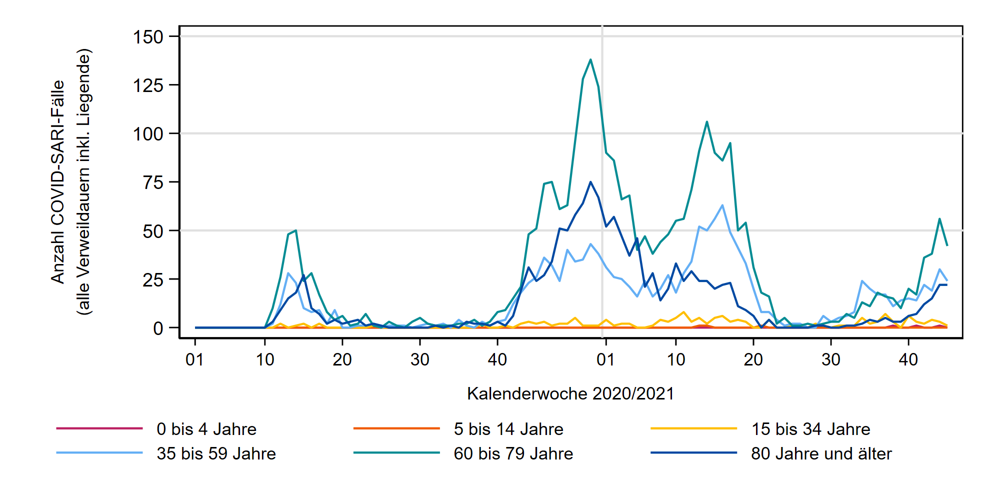 Anzahl COVID-SARI-Fälle
(alle Verweildauern inkl. Liegende)
150
125
100
75
50
25
0
01 10 20 30 40 01 10 20 30 40
Kalenderwoche 2020/2021
0 bis 4 Jahre 5 bis 14 Jahre 15 bis 34 Jahre
35 bis 59 Jahre 60 bis 79 Jahre 80 Jahre und älter